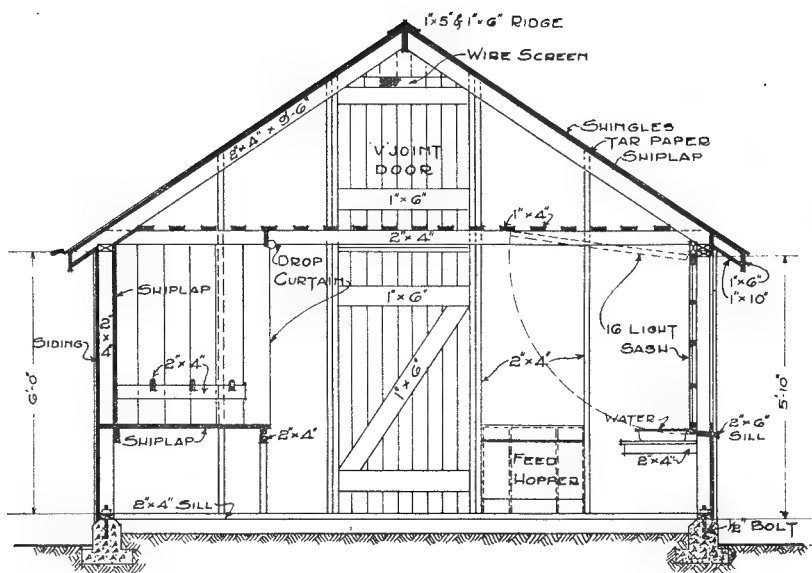 1"×5" & 1"×6" RIDGE
WIRE SCREEN
2"×4"×9'-6"
SHINGLES
TAR PAPER
SHIPLAP
"V" JOINT
DOOR
1"×6"
1"×4"
2"×4"
DROP
CURTAIN
SHIPLAP
1"×6"
1"×6"
1"×10"
SIDING
2"×4"
16 LIGHT
SASH
6'-0"
2"×4"
1"×6"
2"×4"
5'-10"
WATER
2"×6"
SILL
SHIPLAP
2"×4"
FEED
HOPPER
2"×4"
2"×4" SILL
½" BOLT